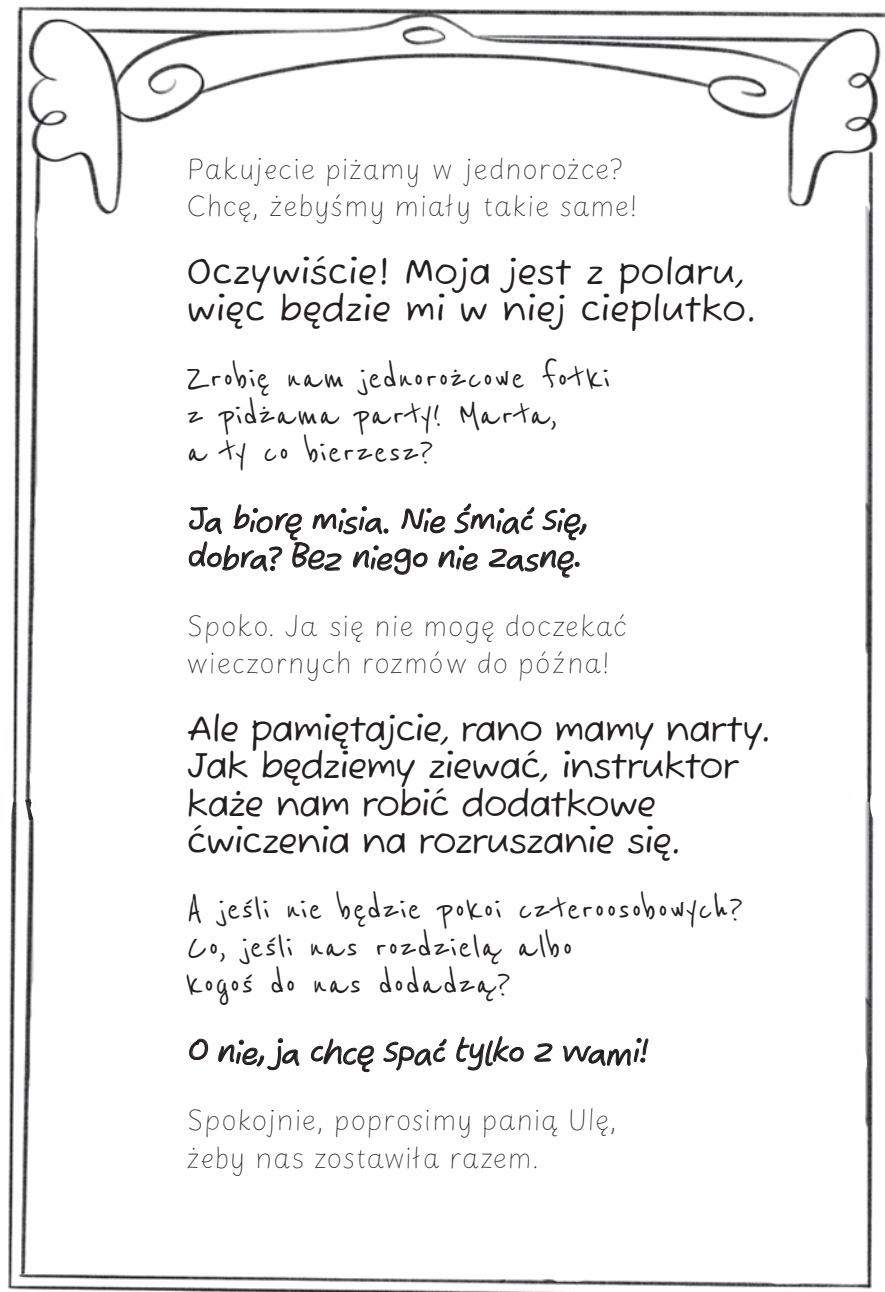 Pakujecie piżamy w jednorożce?
Chcę, żebyśmy miały takie same!
Oczywiście! Moja jest z polaru,
więc będzie mi w niej cieplutko.
Zrobię nam jednorożcowe fotki
z pidżama party! Marta,
a ty co bierzesz?
Ja biorę misia. Nie śmiać się,
dobra? Bez niego nie zasnę.
Spoko. Ja się nie mogę doczekać
wieczornych rozmów do późna!
Ale pamiętajcie, rano mamy narty.
Jak będziemy ziewać, instruktor
każe nam robić dodatkowe
ćwiczenia na rozruszanie się.
A jeśli nie będzie pokoi czteroosobowych?
Co, jeśli nas rozdzielą albo
kogoś do nas dodadzą?
O nie, ja chcę spać tylko z wami!
Spokojnie, poprosimy panią Ulę,
żeby nas zostawiła razem.